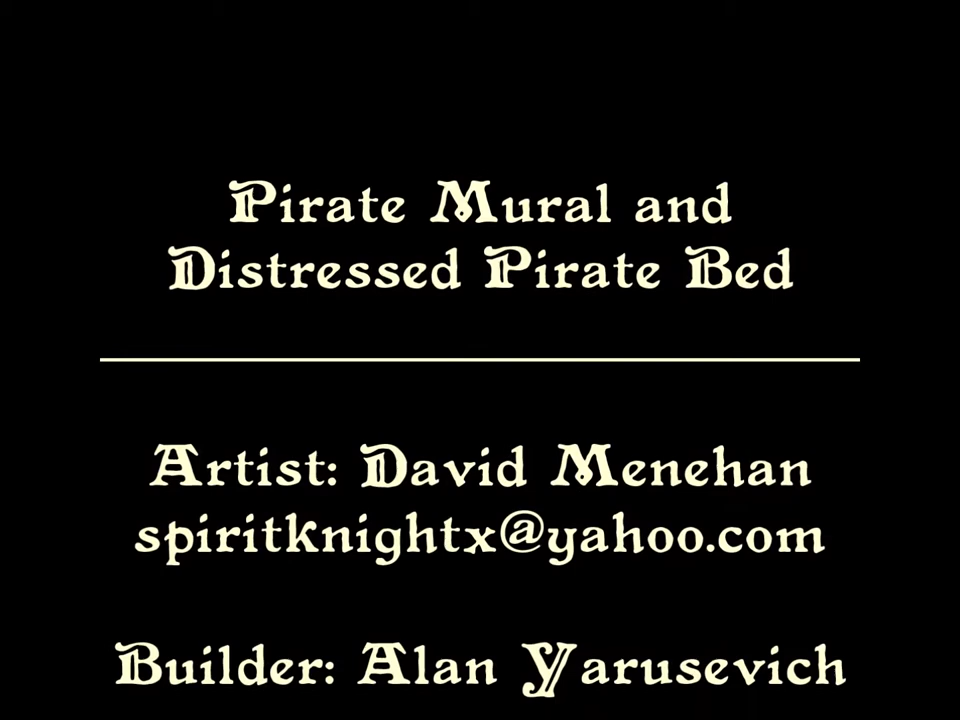 Pirate Mural and
Distressed Pirate Bed
Artist: David Menehan
spiritknightx@yahoo.com
Builder: Alan Yarusevich